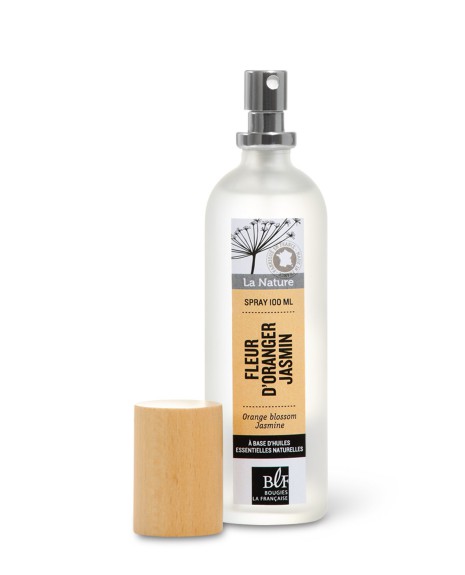 La Nature
SPRAY 100 ML
FLEUR
D'ORANGER
JASMIN
Orange blossom
Jasmine
À BASE D'HUILES
ESSENTIELLES NATURELLES
BLF
BOUGIES
LA FRANÇAISE